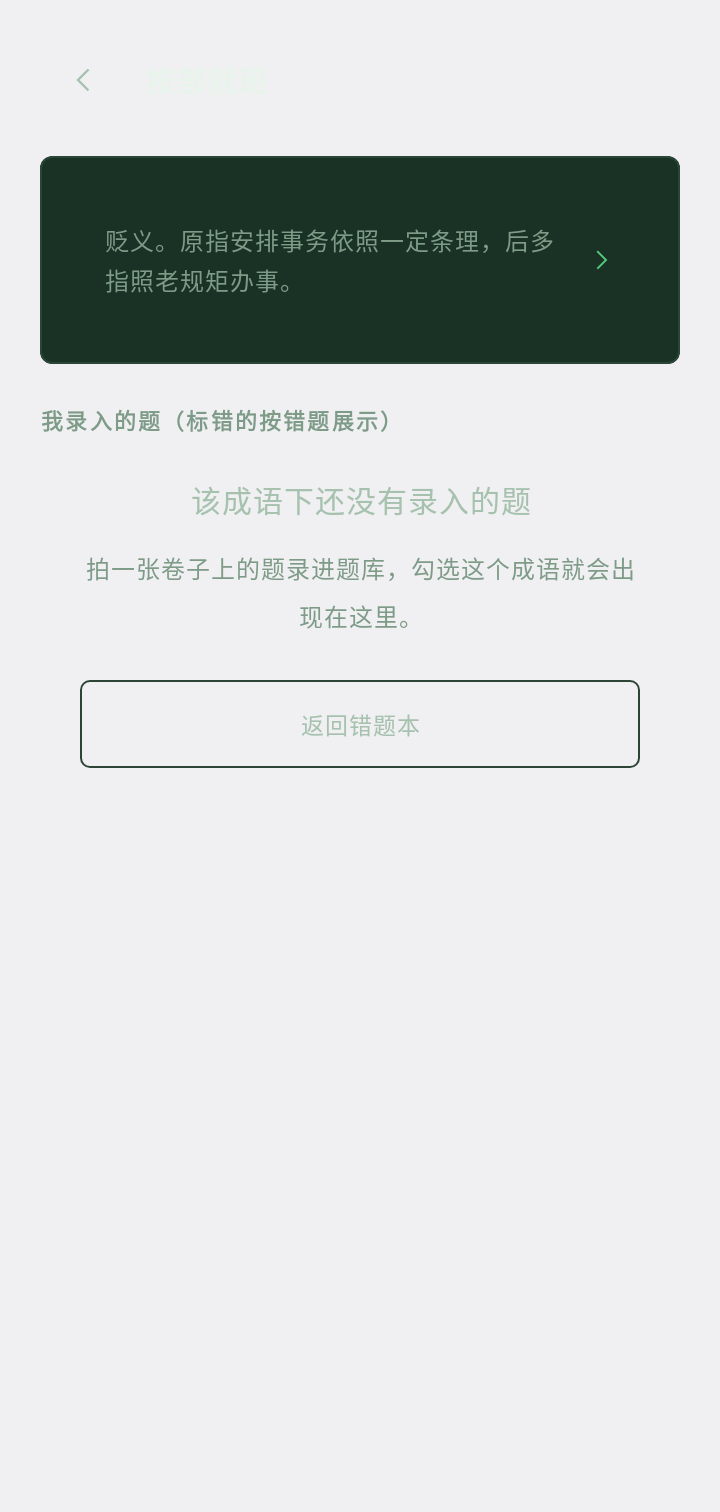 贬义。原指安排事务依照一定条理，后多
指照老规矩办事。
我录入的题（标错的按错题展示）
该成语下还没有录入的题
拍一张卷子上的题录进题库，勾选这个成语就会出
现在这里。
返回错题本